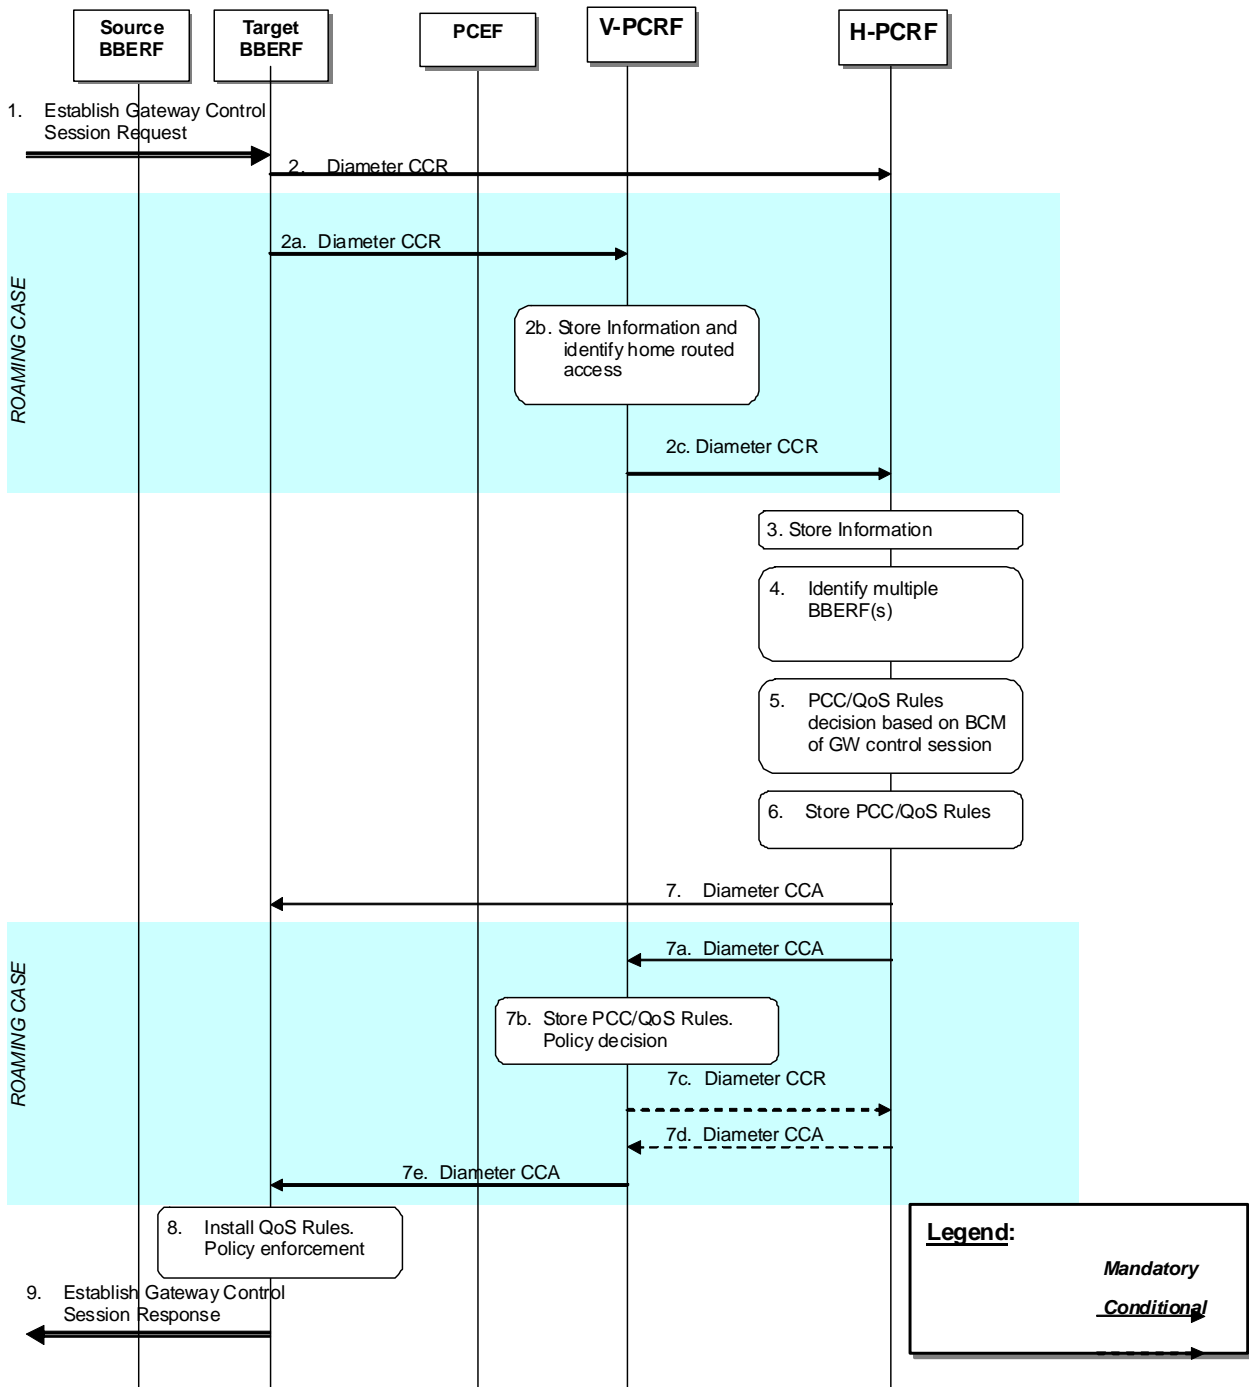 Source
BBERF
Target
BBERF
PCEF
V-PCRF
H-PCRF
1. Establish Gateway Control
Session Request
2. Diameter CCR
ROAMING CASE
2a. Diameter CCR
2b. Store Information and
identify home routed
access
2c. Diameter CCR
3. Store Information
4. Identify multiple
BBERF(s)
5. PCC/QoS Rules
decision based on BCM
of GW control session
6. Store PCC/QoS Rules
7. Diameter CCA
ROAMING CASE
7a. Diameter CCA
7b. Store PCC/QoS Rules.
Policy decision
7c. Diameter CCR
7d. Diameter CCA
7e. Diameter CCA
8. Install QoS Rules.
Policy enforcement
9. Establish Gateway Control
Session Response
Legend:
Mandatory
Conditional